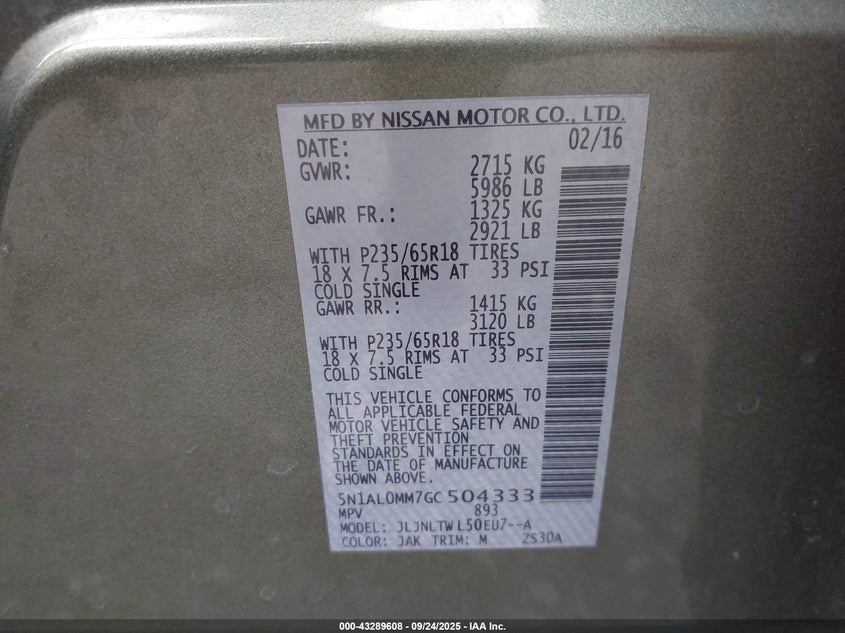 MFD BY NISSAN MOTOR CO., LTD.
DATE: 02/16
GVWR: 2715 KG
5986 LB
GAWR FR.: 1325 KG
2921 LB
WITH P235/65R18 TIRES
18 X 7.5 RIMS AT 33 PSI
COLD SINGLE
GAWR RR.: 1415 KG
3120 LB
WITH P235/65R18 TIRES
18 X 7.5 RIMS AT 33 PSI
COLD SINGLE
THIS VEHICLE CONFORMS TO
ALL APPLICABLE FEDERAL
MOTOR VEHICLE SAFETY AND
THEFT PREVENTION
STANDARDS IN EFFECT ON
THE DATE OF MANUFACTURE
SHOWN ABOVE.
5N1AL0MM7GC504333
MPV 893
MODEL: JLJNLTWL50EU7--A
COLOR: JAK TRIM: M ZS30A
000-43289608 - 09/24/2025 - IAA Inc.